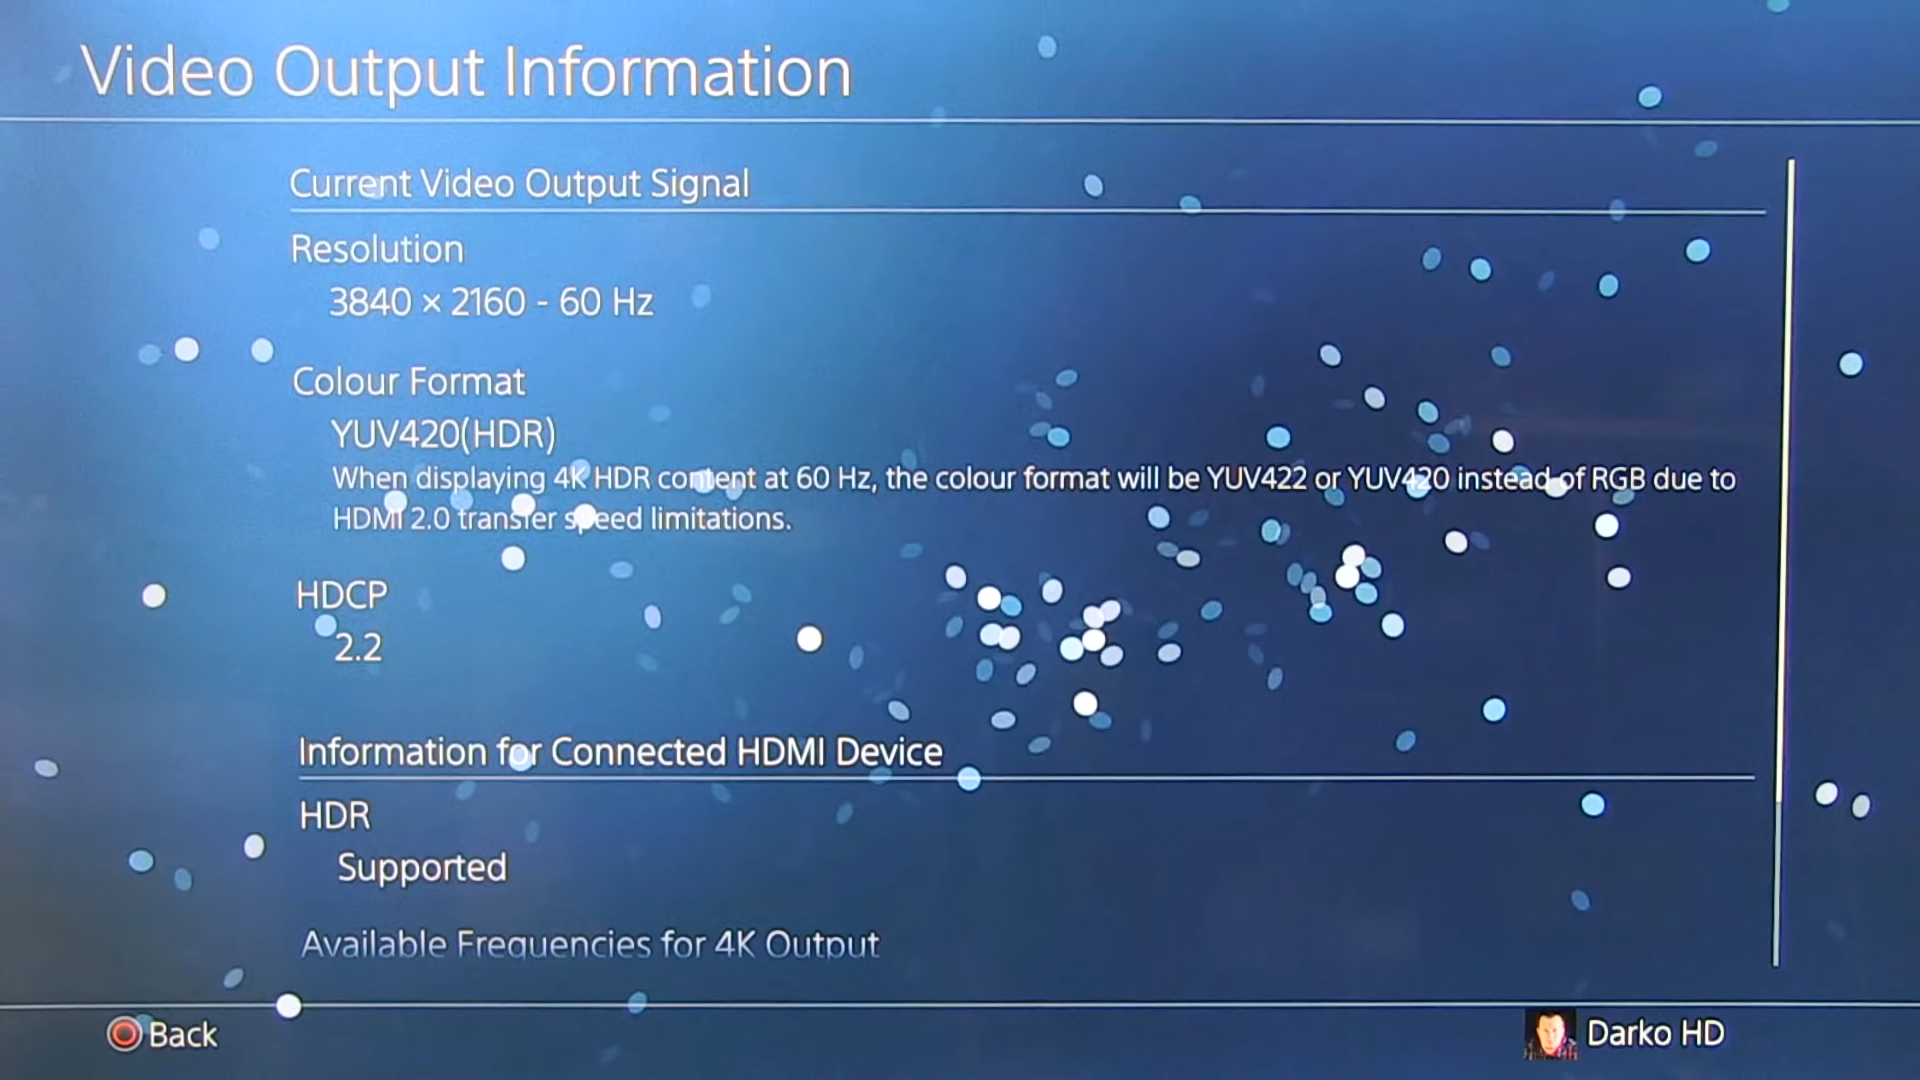 Video Output Information
Current Video Output Signal
Resolution
3840 × 2160 - 60 Hz
Colour Format
YUV420(HDR)
When displaying 4K HDR content at 60 Hz, the colour format will be YUV422 or YUV420 instead of RGB due to
HDMI 2.0 transfer speed limitations.
HDCP
2.2
Information for Connected HDMI Device
HDR
Supported
Available Frequencies for 4K Output
Back
Darko HD